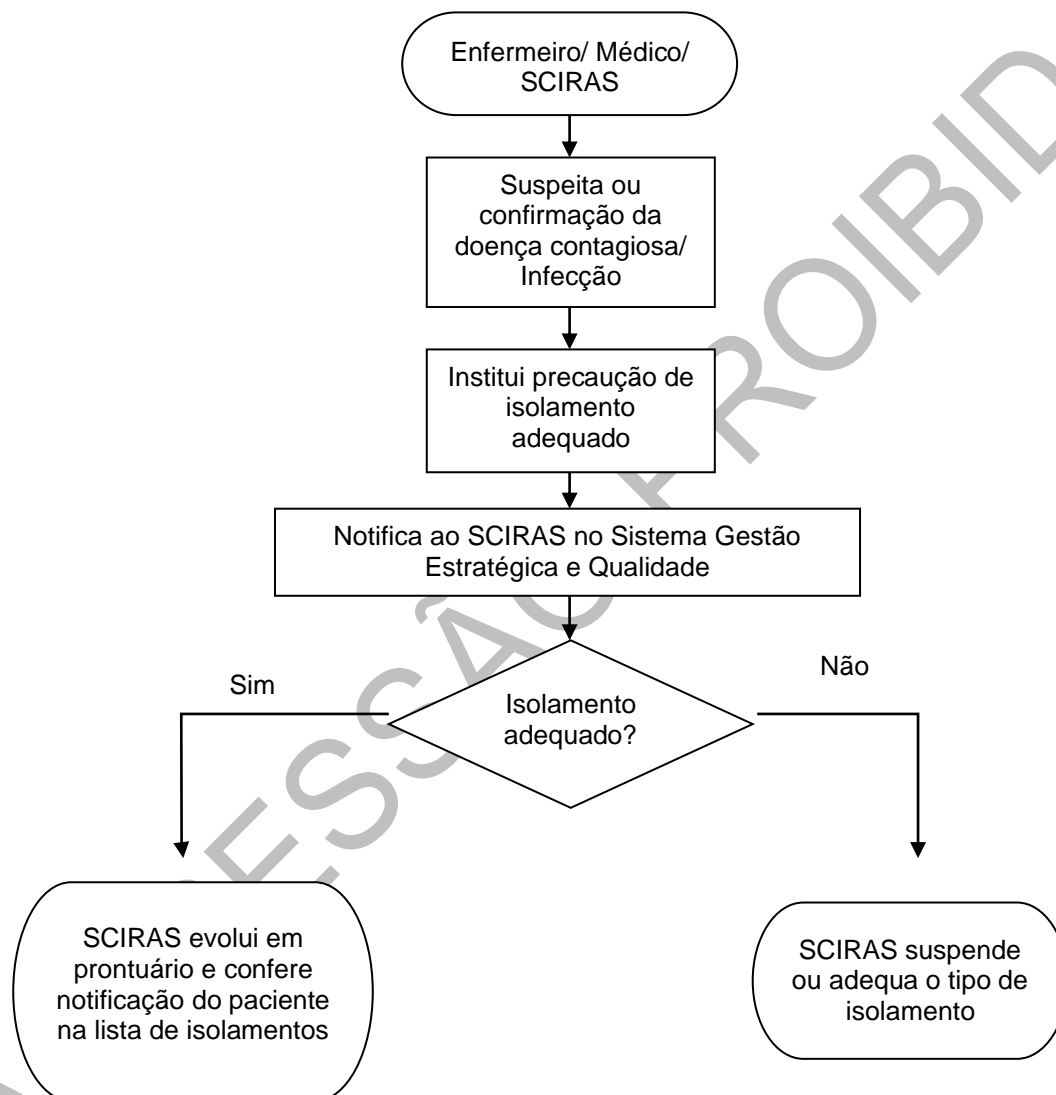 Enfermeiro/ Médico/
SCIRAS
Suspeita ou
confirmação da
doença contagiosa/
Infecção
Institui precaução de
isolamento
adequado
Notifica ao SCIRAS no Sistema Gestão
Estratégica e Qualidade
Isolamento
adequado?
Sim
Não
SCIRAS evolui em
prontuário e confere
notificação do paciente
na lista de isolamentos
SCIRAS suspende
ou adequa o tipo de
isolamento
ESSÃO PROIBID